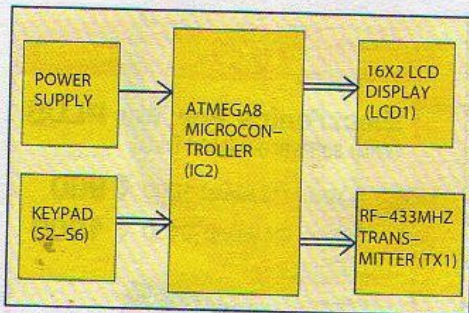 POWER
SUPPLY
KEYPAD
(S2–S6)
ATMEGA8
MICROCON–
TROLLER
(IC2)
16X2 LCD
DISPLAY
(LCD1)
RF–433MHZ
TRANS–
MITTER (TX1)